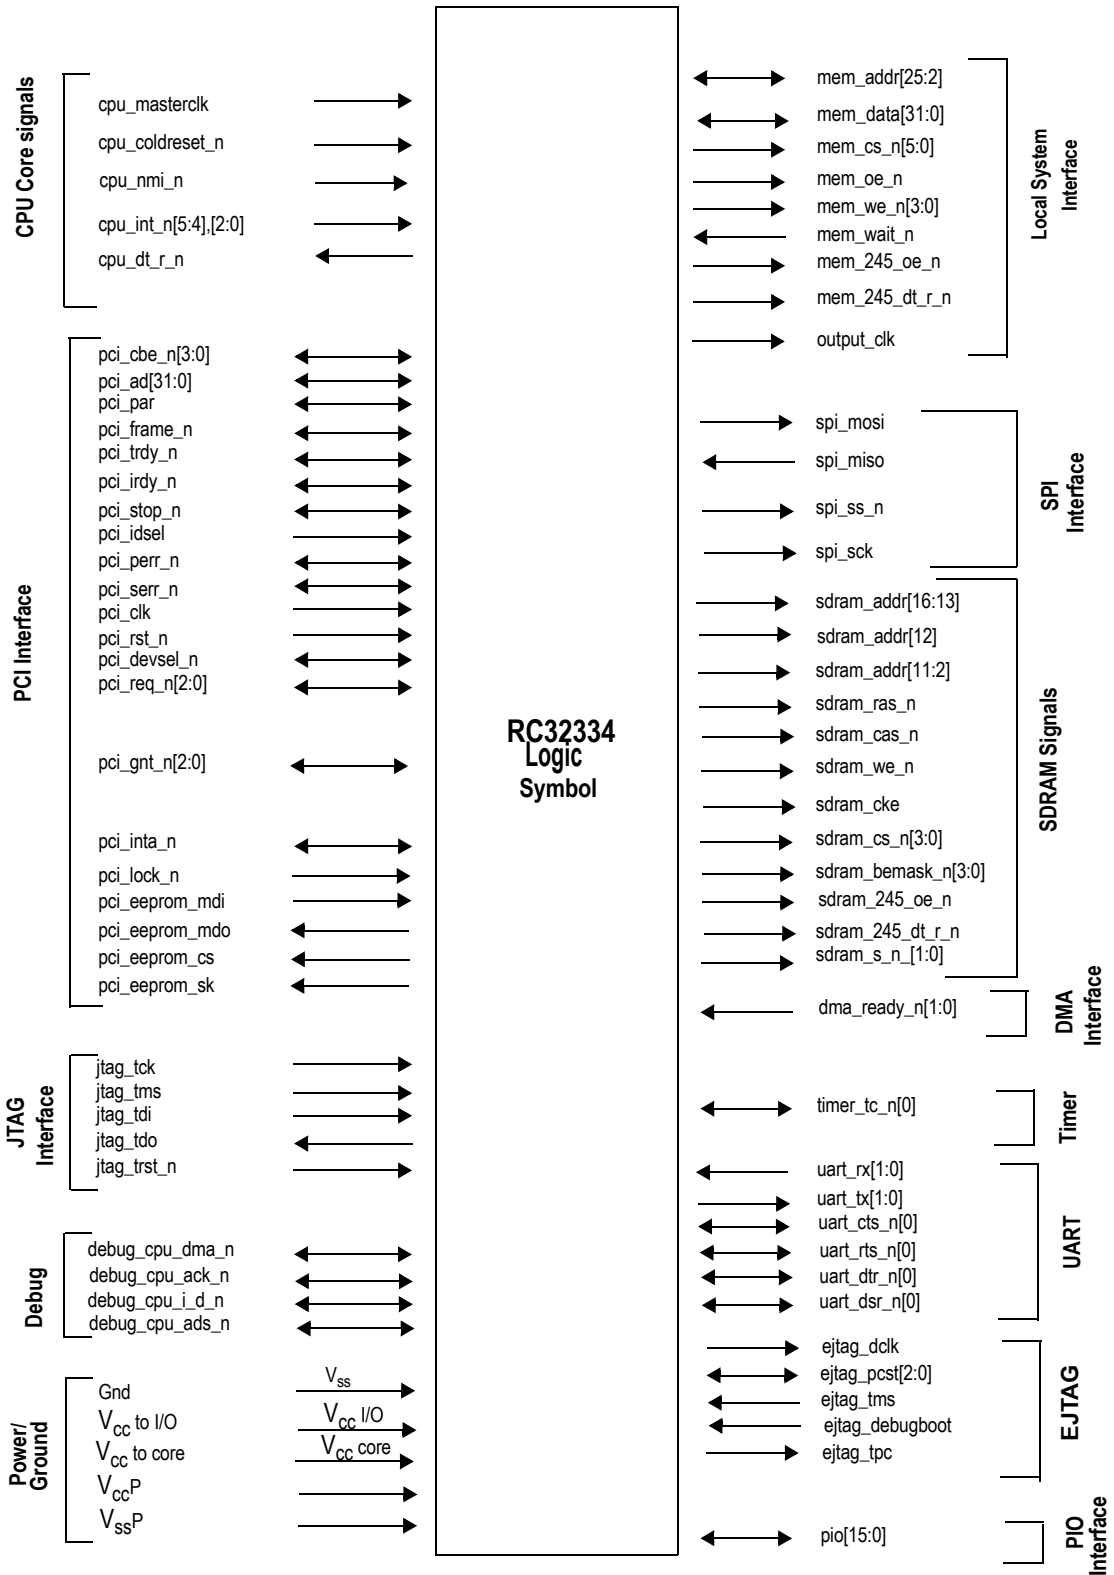 CPU Core signals
cpu_masterclk
cpu_coldreset_n
cpu_nmi_n
cpu_int_n[5:4],[2:0]
cpu_dt_r_n
PCI Interface
pci_cbe_n[3:0]
pci_ad[31:0]
pci_par
pci_frame_n
pci_trdy_n
pci_irdy_n
pci_stop_n
pci_idsel
pci_perr_n
pci_serr_n
pci_clk
pci_rst_n
pci_devsel_n
pci_req_n[2:0]
pci_gnt_n[2:0]
pci_inta_n
pci_lock_n
pci_eeprom_mdi
pci_eeprom_mdo
pci_eeprom_cs
pci_eeprom_sk
JTAG
Interface
jtag_tck
jtag_tms
jtag_tdi
jtag_tdo
jtag_trst_n
Debug
debug_cpu_dma_n
debug_cpu_ack_n
debug_cpu_i_d_n
debug_cpu_ads_n
Power/
Ground
Gnd Vss
Vcc to I/O Vcc I/O
Vcc to core Vcc core
VccP
VssP
RC32334
Logic
Symbol
mem_addr[25:2]
mem_data[31:0]
mem_cs_n[5:0]
mem_oe_n
mem_we_n[3:0]
mem_wait_n
mem_245_oe_n
mem_245_dt_r_n
output_clk
Local System
Interface
spi_mosi
spi_miso
spi_ss_n
spi_sck
SPI
Interface
sdram_addr[16:13]
sdram_addr[12]
sdram_addr[11:2]
sdram_ras_n
sdram_cas_n
sdram_we_n
sdram_cke
sdram_cs_n[3:0]
sdram_bemask_n[3:0]
sdram_245_oe_n
sdram_245_dt_r_n
sdram_s_n_[1:0]
SDRAM Signals
dma_ready_n[1:0]
DMA
Interface
timer_tc_n[0]
Timer
uart_rx[1:0]
uart_tx[1:0]
uart_cts_n[0]
uart_rts_n[0]
uart_dtr_n[0]
uart_dsr_n[0]
UART
ejtag_dclk
ejtag_pcst[2:0]
ejtag_tms
ejtag_debugboot
ejtag_tpc
EJTAG
pio[15:0]
PIO
Interface